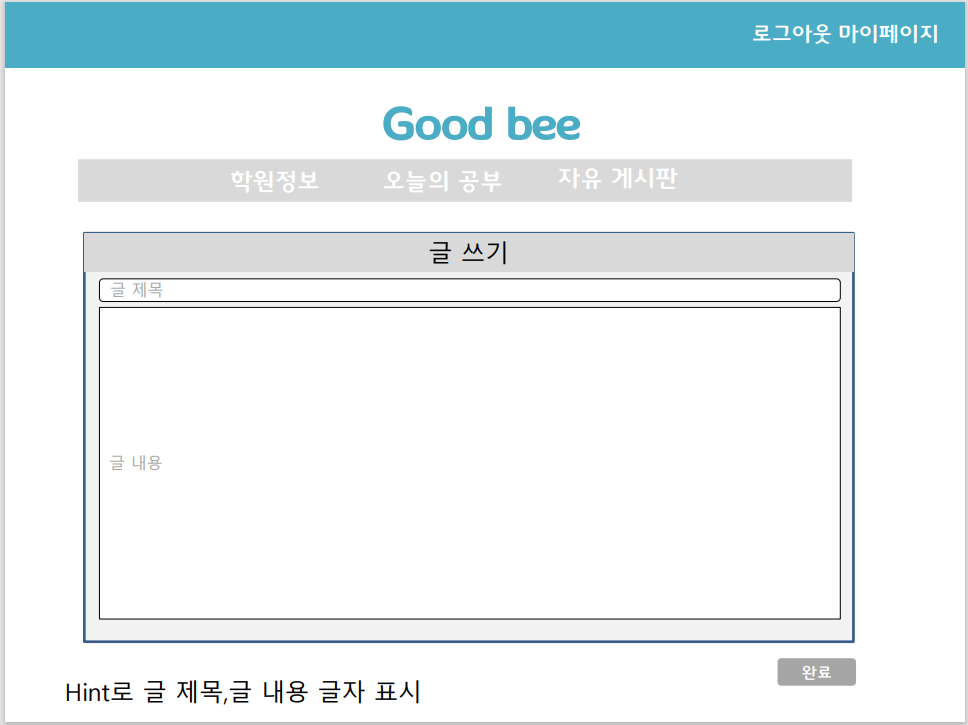 로그아웃 마이페이지
Good bee
학원정보 오늘의 공부 자유 게시판
글 쓰기
글 제목
글 내용
완료
Hint로 글 제목,글 내용 글자 표시